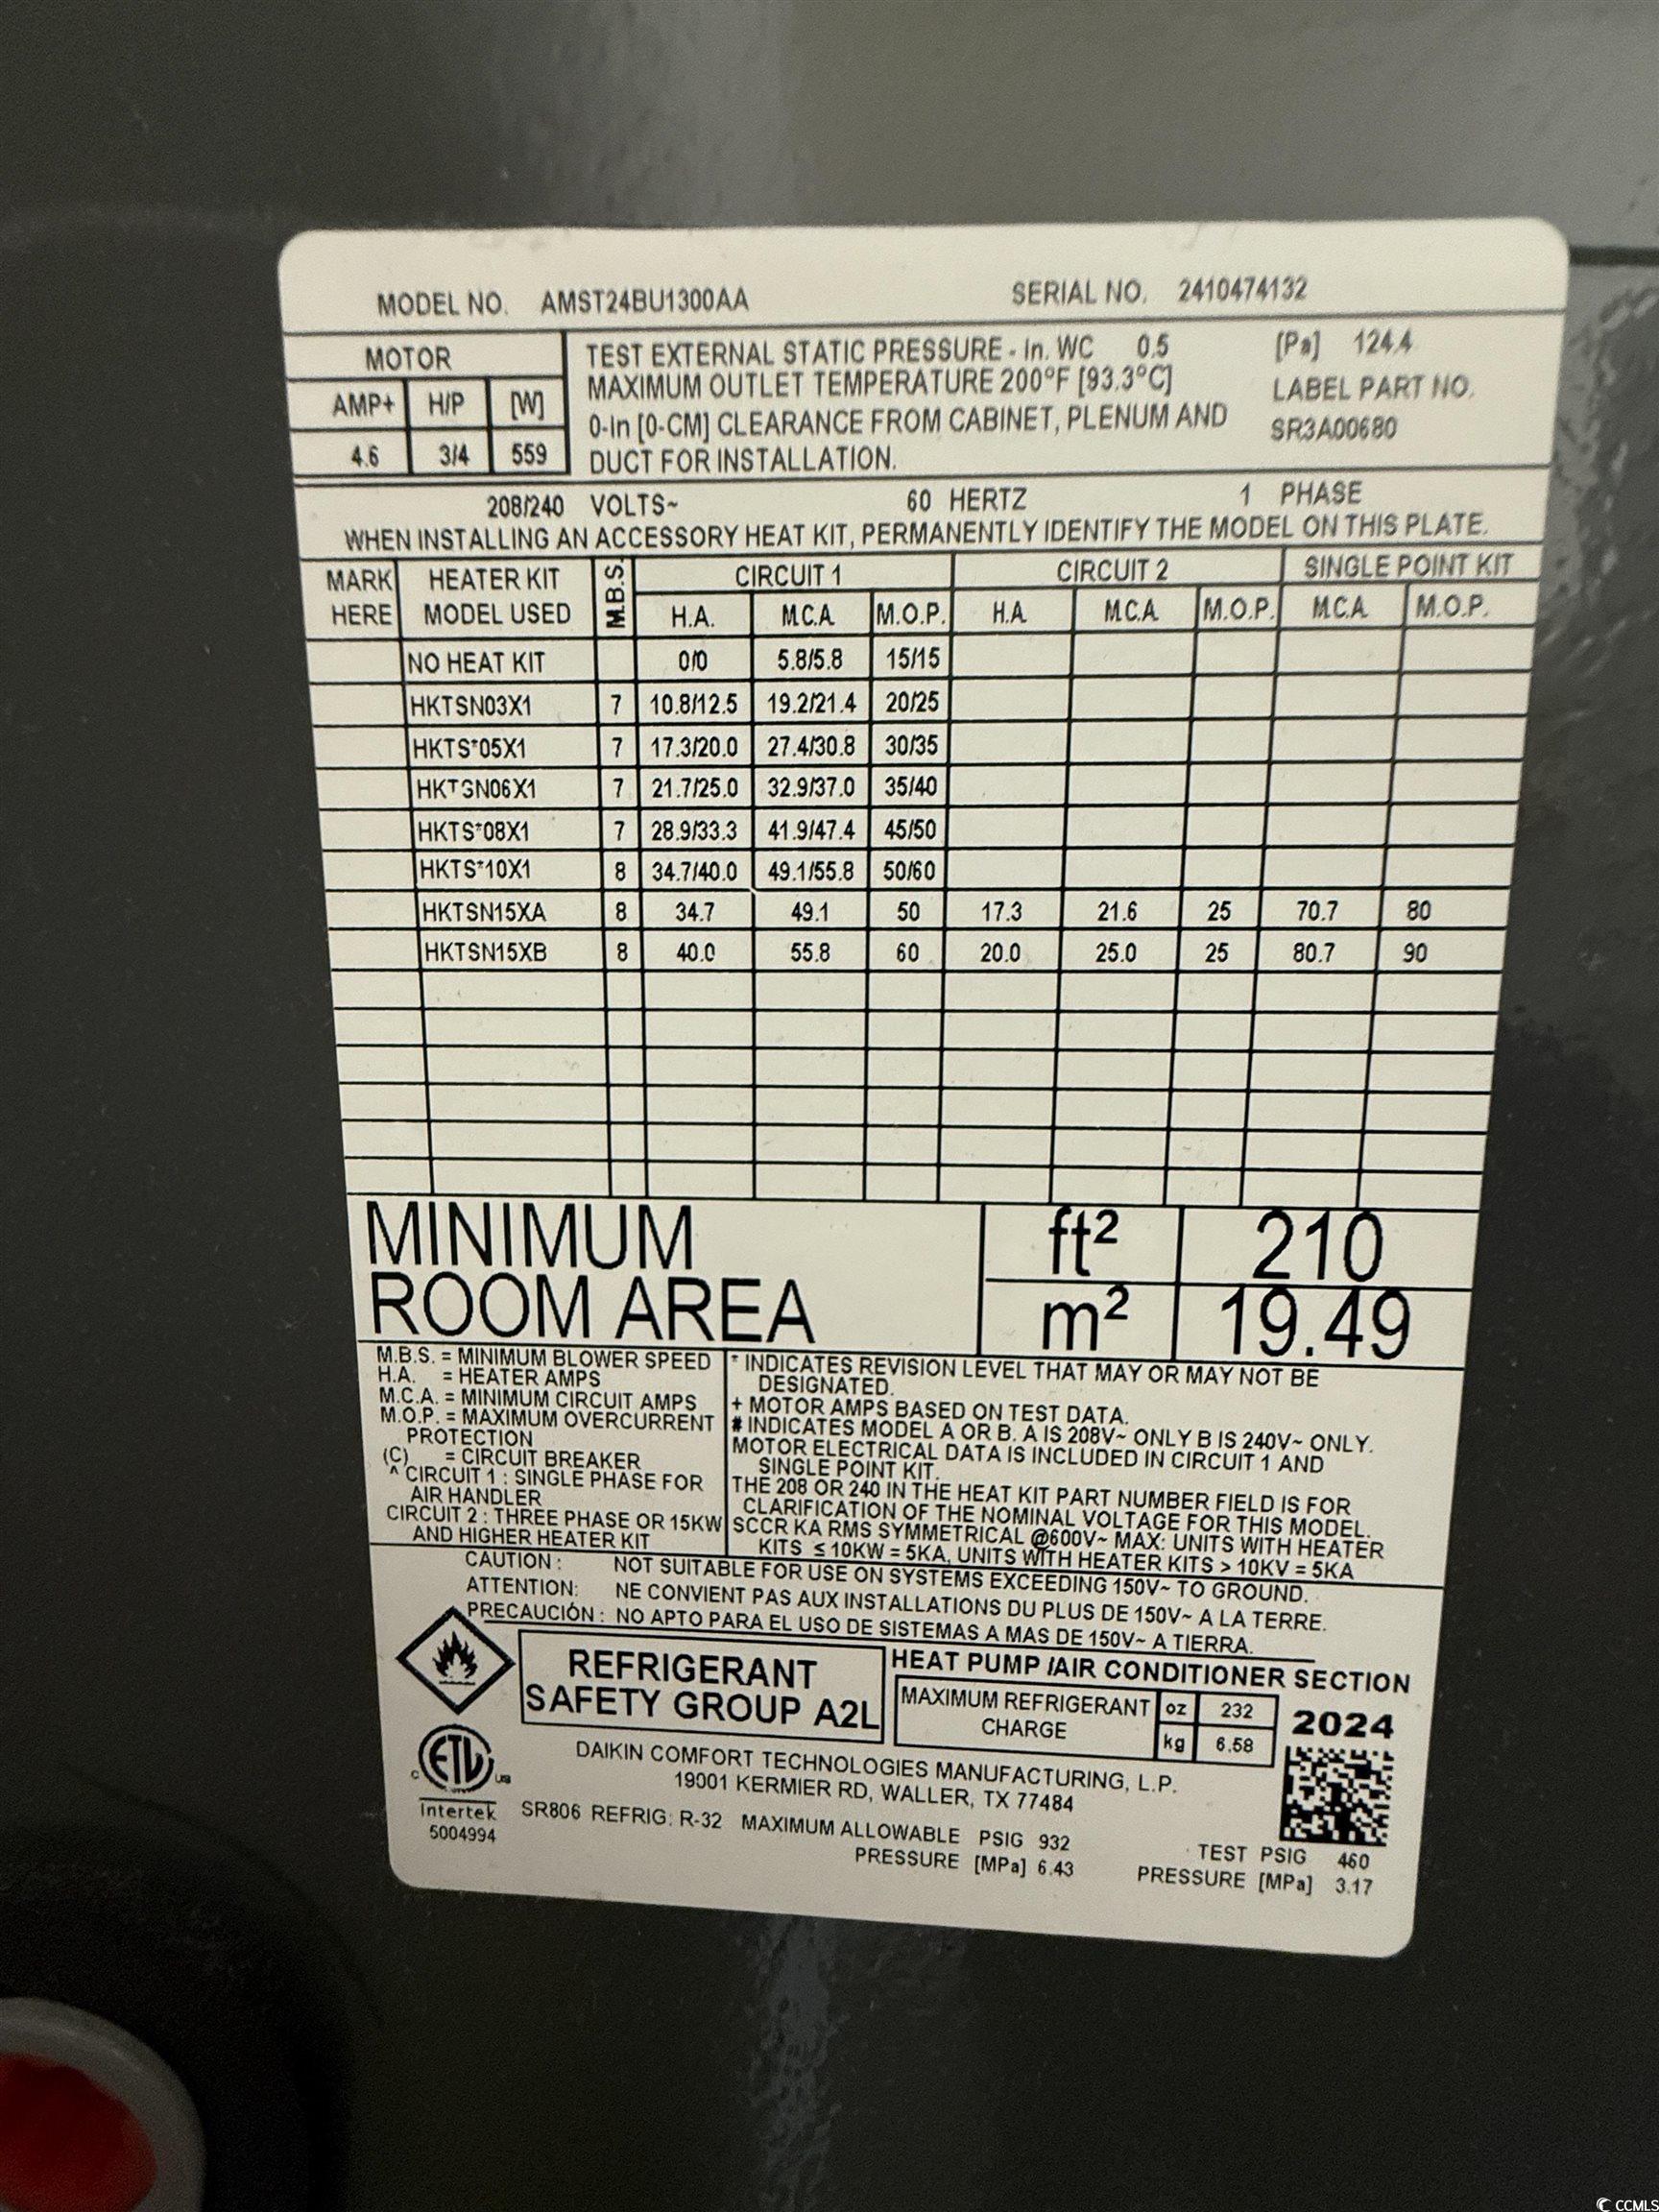 MODEL NO. AMST24BU1300AA SERIAL NO. 2410474132
MOTOR
AMP+ H/P [W]
4.6 3/4 559
TEST EXTERNAL STATIC PRESSURE - In. WC 0.5 [Pa] 124.4
MAXIMUM OUTLET TEMPERATURE 200°F [93.3°C]
0-In [0-CM] CLEARANCE FROM CABINET, PLENUM AND
DUCT FOR INSTALLATION.
LABEL PART NO.
SR3A00680
208/240 VOLTS~ 60 HERTZ 1 PHASE
WHEN INSTALLING AN ACCESSORY HEAT KIT, PERMANENTLY IDENTIFY THE MODEL ON THIS PLATE.
MARK HERE HEATER KIT MODEL USED M.B.S. CIRCUIT 1 CIRCUIT 2 SINGLE POINT KIT
H.A. M.C.A. M.O.P. H.A. M.C.A. M.O.P. M.C.A. M.O.P.
NO HEAT KIT 0/0 5.8/5.8 15/15
HKTSN03X1 7 10.8/12.5 19.2/21.4 20/25
HKTS*05X1 7 17.3/20.0 27.4/30.8 30/35
HKTSN06X1 7 21.7/25.0 32.9/37.0 35/40
HKTS*08X1 7 28.9/33.3 41.9/47.4 45/50
HKTS*10X1 8 34.7/40.0 49.1/55.8 50/60
HKTSN15XA 8 34.7 49.1 50 17.3 21.6 25 70.7 80
HKTSN15XB 8 40.0 55.8 60 20.0 25.0 25 80.7 90
MINIMUM
ROOM AREA
ft² 210
m² 19.49
M.B.S. = MINIMUM BLOWER SPEED
H.A. = HEATER AMPS
M.C.A. = MINIMUM CIRCUIT AMPS
M.O.P. = MAXIMUM OVERCURRENT
PROTECTION
(C) = CIRCUIT BREAKER
^ CIRCUIT 1 : SINGLE PHASE FOR
AIR HANDLER
CIRCUIT 2 : THREE PHASE OR 15KW
AND HIGHER HEATER KIT
* INDICATES REVISION LEVEL THAT MAY OR MAY NOT BE
DESIGNATED.
+ MOTOR AMPS BASED ON TEST DATA.
# INDICATES MODEL A OR B. A IS 208V~ ONLY B IS 240V~ ONLY.
MOTOR ELECTRICAL DATA IS INCLUDED IN CIRCUIT 1 AND
SINGLE POINT KIT.
THE 208 OR 240 IN THE HEAT KIT PART NUMBER FIELD IS FOR
CLARIFICATION OF THE NOMINAL VOLTAGE FOR THIS MODEL.
SCCR KA RMS SYMMETRICAL @600V~ MAX: UNITS WITH HEATER
KITS ≤ 10KW = 5KA, UNITS WITH HEATER KITS > 10KV = 5KA
CAUTION : NOT SUITABLE FOR USE ON SYSTEMS EXCEEDING 150V~ TO GROUND.
ATTENTION: NE CONVIENT PAS AUX INSTALLATIONS DU PLUS DE 150V~ A LA TERRE.
PRECAUCIÓN : NO APTO PARA EL USO DE SISTEMAS A MAS DE 150V~ A TIERRA.
REFRIGERANT
SAFETY GROUP A2L
HEAT PUMP /AIR CONDITIONER SECTION
MAXIMUM REFRIGERANT
CHARGE
oz 232
kg 6.58
2024
C ETL US
Intertek
5004994
DAIKIN COMFORT TECHNOLOGIES MANUFACTURING, L.P.
19001 KERMIER RD, WALLER, TX 77484
SR806 REFRIG: R-32 MAXIMUM ALLOWABLE PSIG 932
PRESSURE [MPa] 6.43
TEST PSIG 460
PRESSURE [MPa] 3.17
© CCMLS